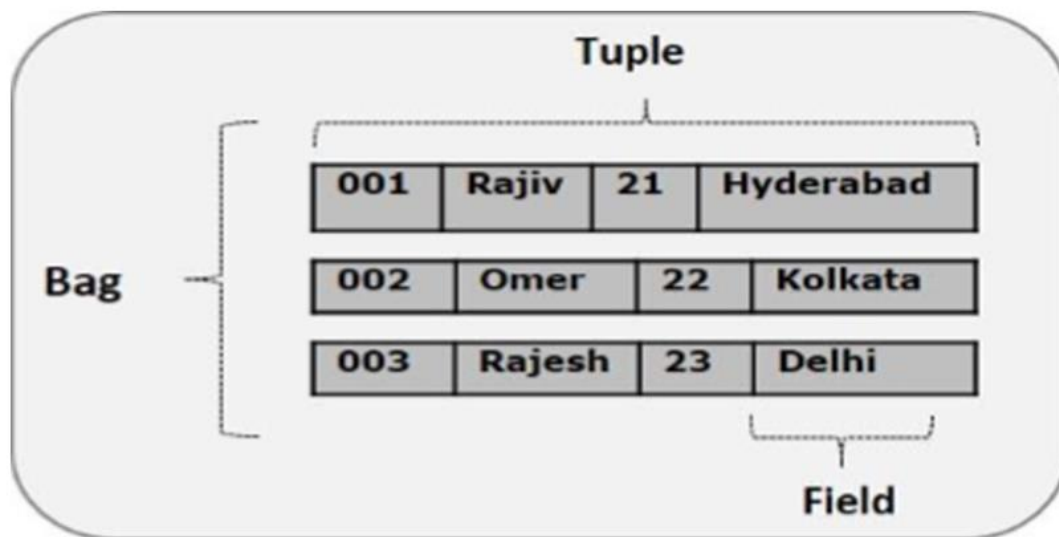 Tuple
001 Rajiv 21 Hyderabad
Bag
002 Omer 22 Kolkata
003 Rajesh 23 Delhi
Field